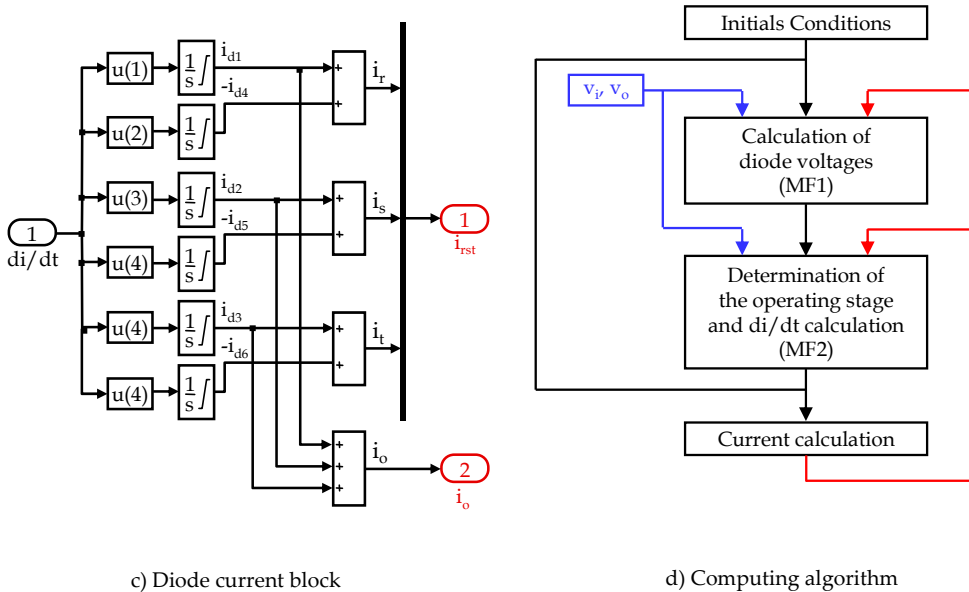 u(1)
1
s
i_d1
-i_d4
u(2)
1
s
+
+
i_r
u(3)
1
s
i_d2
-i_d5
u(4)
1
s
+
+
i_s
1
di/dt
1
i_rst
u(4)
1
s
i_d3
-i_d6
u(4)
1
s
+
+
i_t
+
+
+
i_o
2
i_o
c) Diode current block
Initials Conditions
v_i, v_o
Calculation of
diode voltages
(MF1)
Determination of
the operating stage
and di/dt calculation
(MF2)
Current calculation
d) Computing algorithm